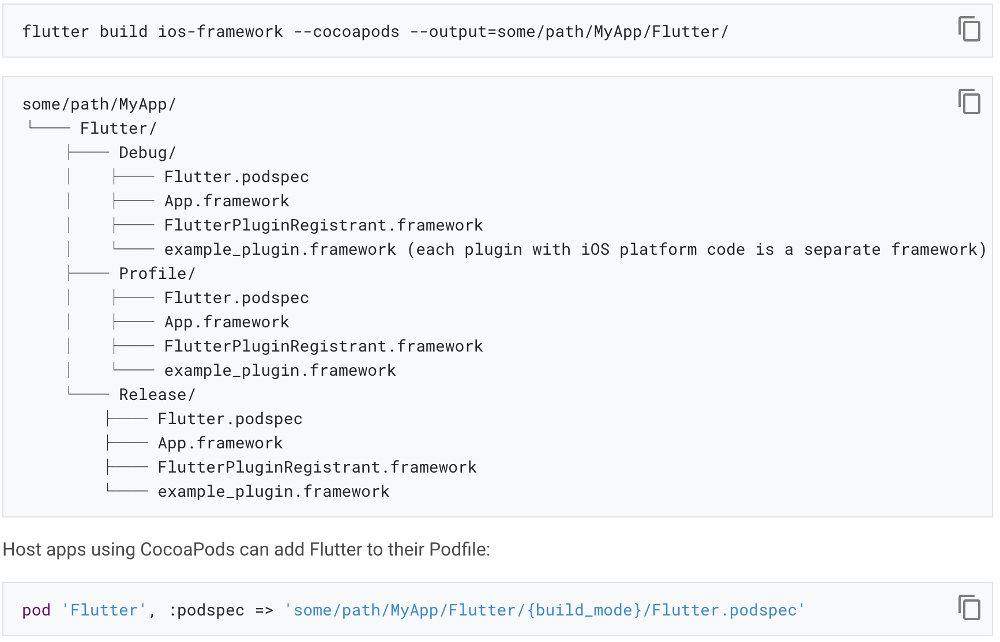 flutter build ios-framework --cocoapods --output=some/path/MyApp/Flutter/
some/path/MyApp/
└── Flutter/
    ├── Debug/
    │   ├── Flutter.podspec
    │   ├── App.framework
    │   ├── FlutterPluginRegistrant.framework
    │   └── example_plugin.framework (each plugin with iOS platform code is a separate framework)
    ├── Profile/
    │   ├── Flutter.podspec
    │   ├── App.framework
    │   ├── FlutterPluginRegistrant.framework
    │   └── example_plugin.framework
    └── Release/
        ├── Flutter.podspec
        ├── App.framework
        ├── FlutterPluginRegistrant.framework
        └── example_plugin.framework
Host apps using CocoaPods can add Flutter to their Podfile:
pod 'Flutter', :podspec => 'some/path/MyApp/Flutter/{build_mode}/Flutter.podspec'